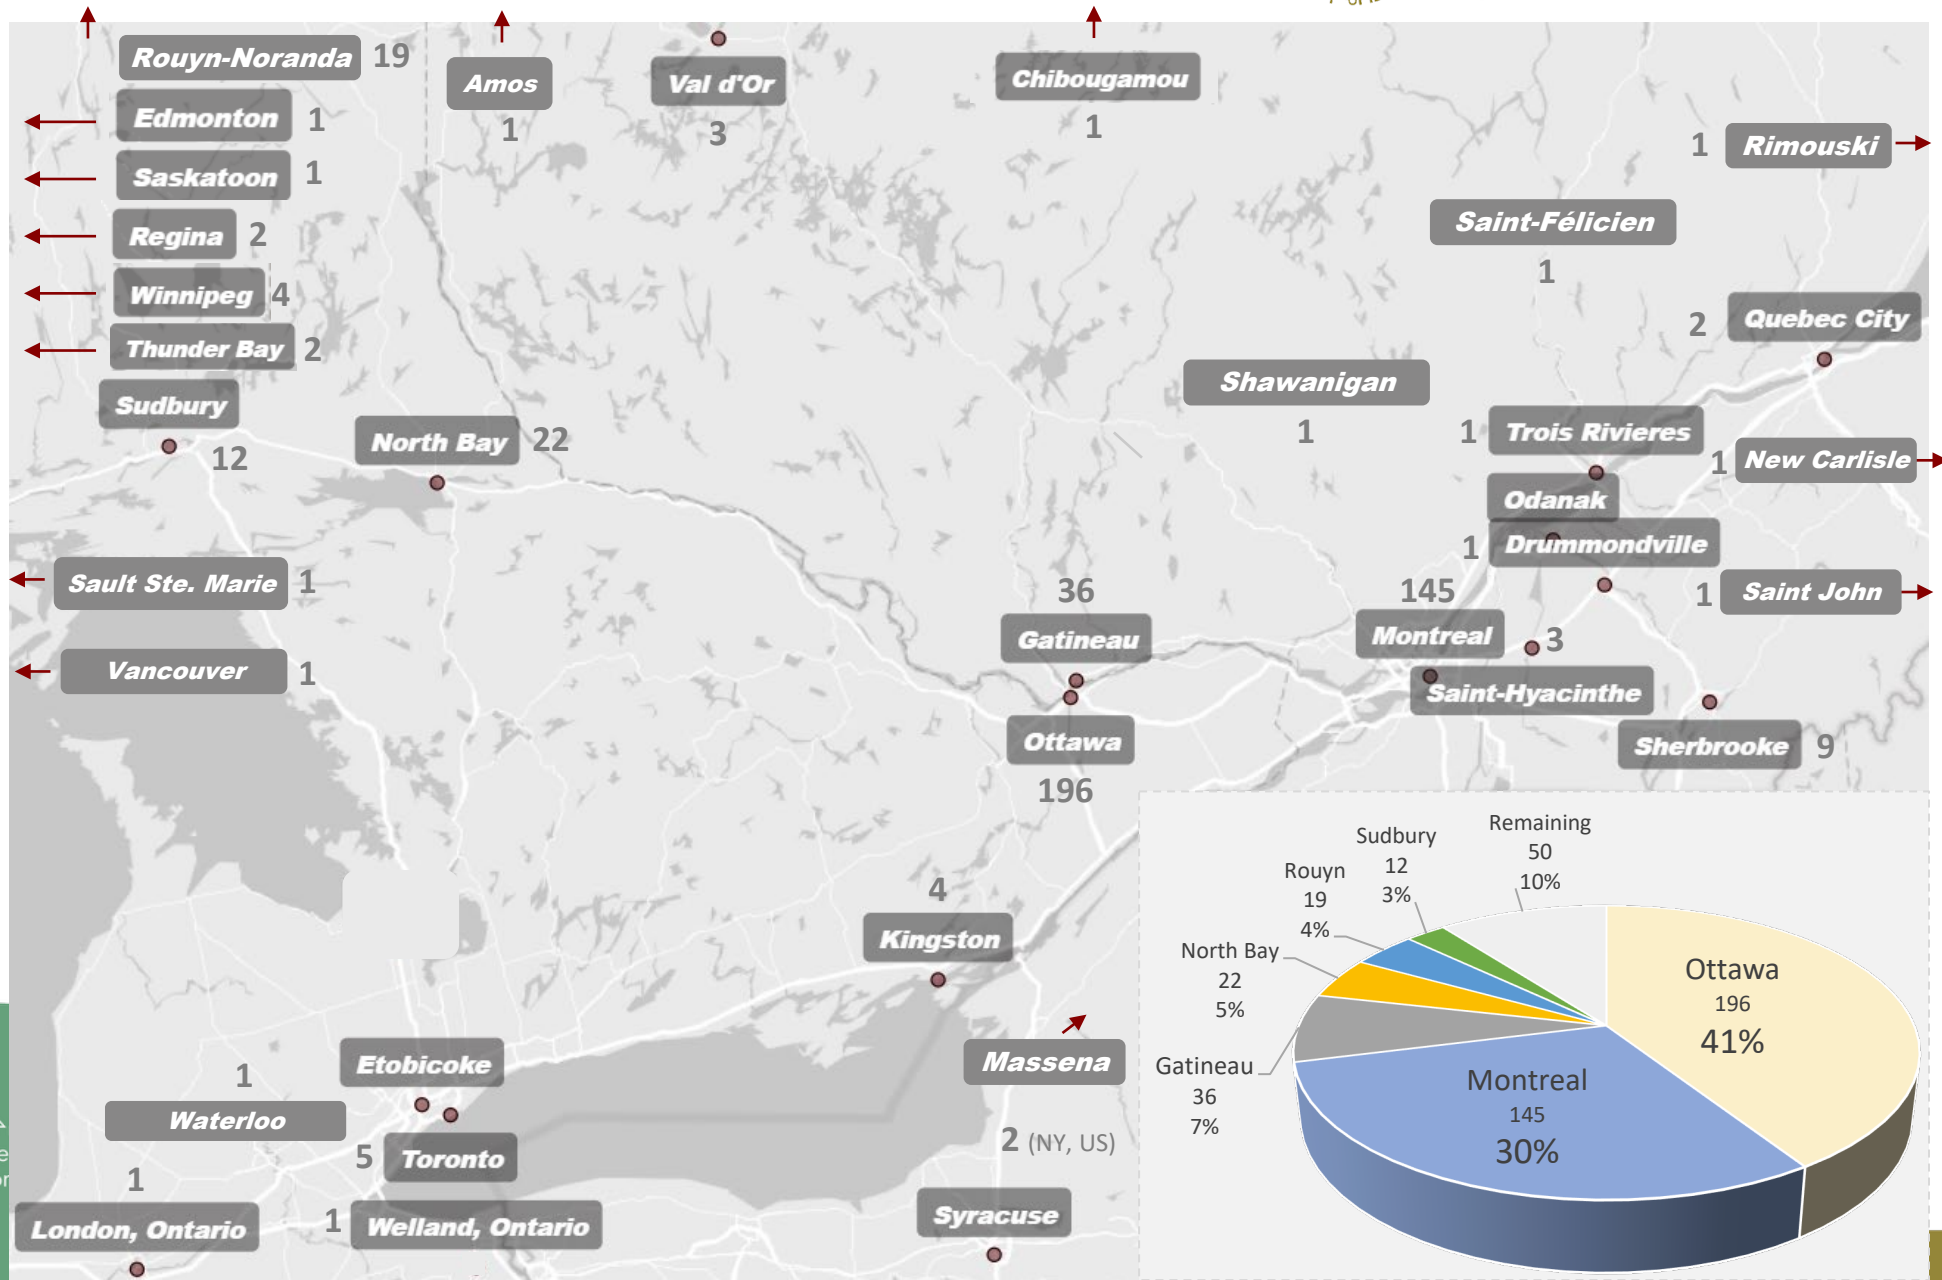 Rouyn-Noranda 19
Amos
1
Val d'Or
3
Chibougamou
1
Edmonton 1
1 Rimouski
Saskatoon 1
Regina 2
Saint-Félicien
1
Winnipeg 4
2 Quebec City
Thunder Bay 2
Shawanigan
1
Sudbury
12
North Bay 22
1 Trois Rivieres
1 New Carlisle
Odanak
1 Drummondville
Sault Ste. Marie 1
36
Gatineau
145
Montreal
1 Saint John
3
Vancouver 1
Saint-Hyacinthe
Ottawa
196
Sherbrooke 9
4
Kingston
Etobicoke
Massena
2 (NY, US)
1
Waterloo
5 Toronto
1
London, Ontario
1 Welland, Ontario
Syracuse
Remaining
50
10%
Sudbury
12
3%
Rouyn
19
4%
North Bay
22
5%
Gatineau
36
7%
Ottawa
196
41%
Montreal
145
30%